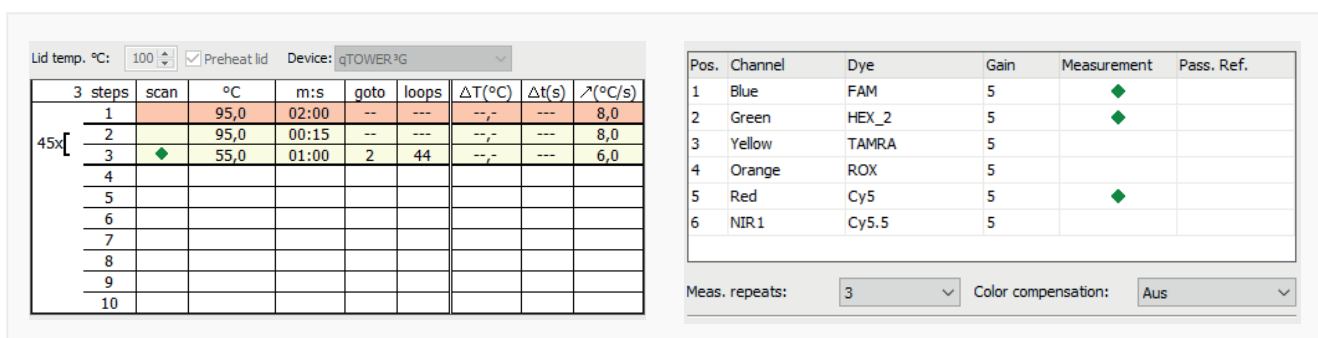 Lid temp. °C: 100 Preheat lid Device: qTOWER³G
3 steps scan °C m:s goto loops △T(°C) △t(s) ↗(°C/s)
1 95,0 02:00 -- --- --,- --- 8,0
45x[ 2 95,0 00:15 -- --- --,- --- 8,0
3 ◆ 55,0 01:00 2 44 --,- --- 6,0
4
5
6
7
8
9
10
Pos. Channel Dye Gain Measurement Pass. Ref.
1 Blue FAM 5 ◆
2 Green HEX_2 5 ◆
3 Yellow TAMRA 5
4 Orange ROX 5
5 Red Cy5 5 ◆
6 NIR1 Cy5.5 5
Meas. repeats: 3 Color compensation: Aus